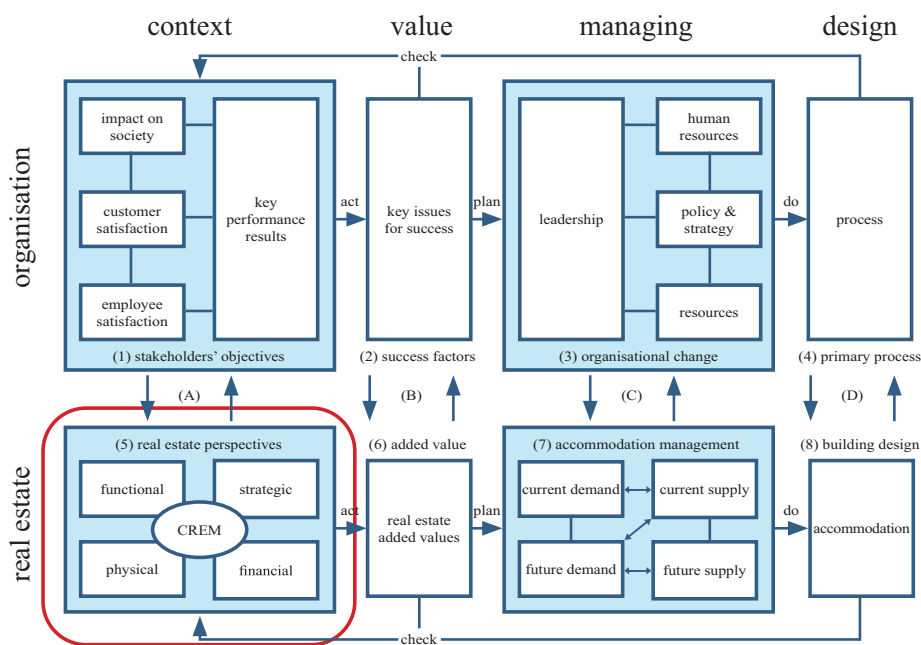 context
value
managing
design
check
organisation
impact on
society
customer
satisfaction
employee
satisfaction
key
performance
results
(1) stakeholders' objectives
act
key issues
for success
(2) success factors
plan
leadership
human
resources
policy &
strategy
resources
(3) organisational change
do
process
(4) primary process
(A)
(B)
(C)
(D)
real estate
(5) real estate perspectives
functional
strategic
CREM
physical
financial
act
(6) added value
real estate
added values
plan
(7) accommodation management
current demand
current supply
future demand
future supply
do
(8) building design
accommodation
check